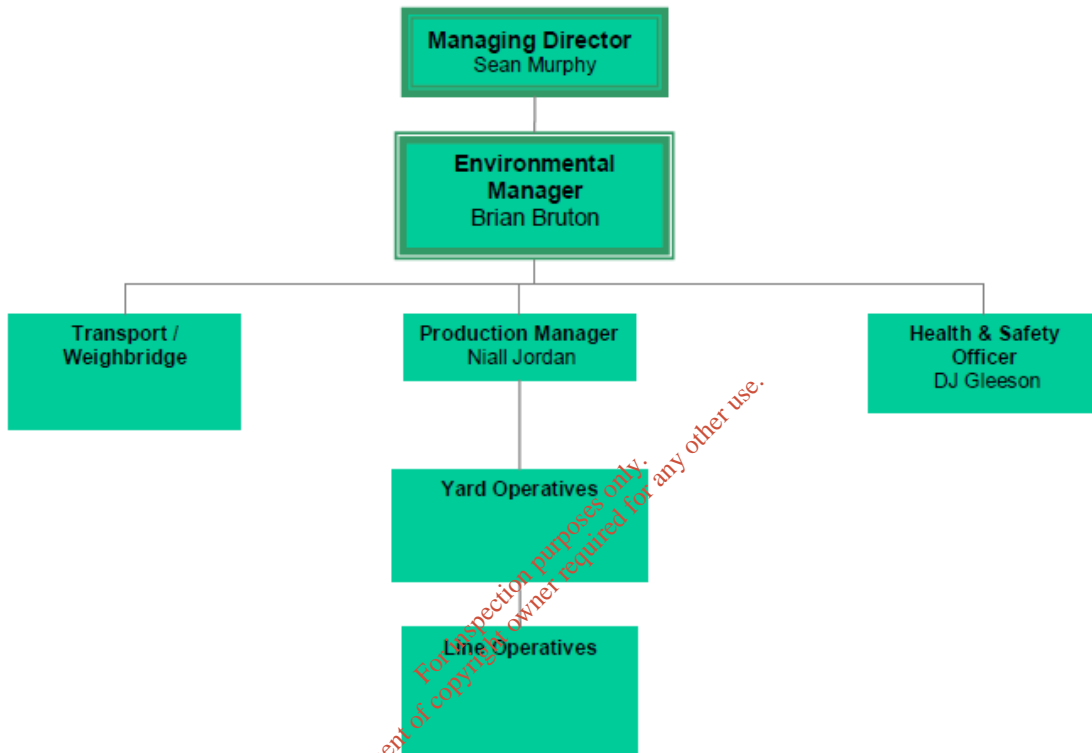 Managing Director
Sean Murphy
Environmental
Manager
Brian Bruton
Transport /
Weighbridge
Production Manager
Niall Jordan
Health & Safety
Officer
DJ Gleeson
Yard Operatives
Line Operatives
For inspection purposes only.
of copyright owner required for any other use.